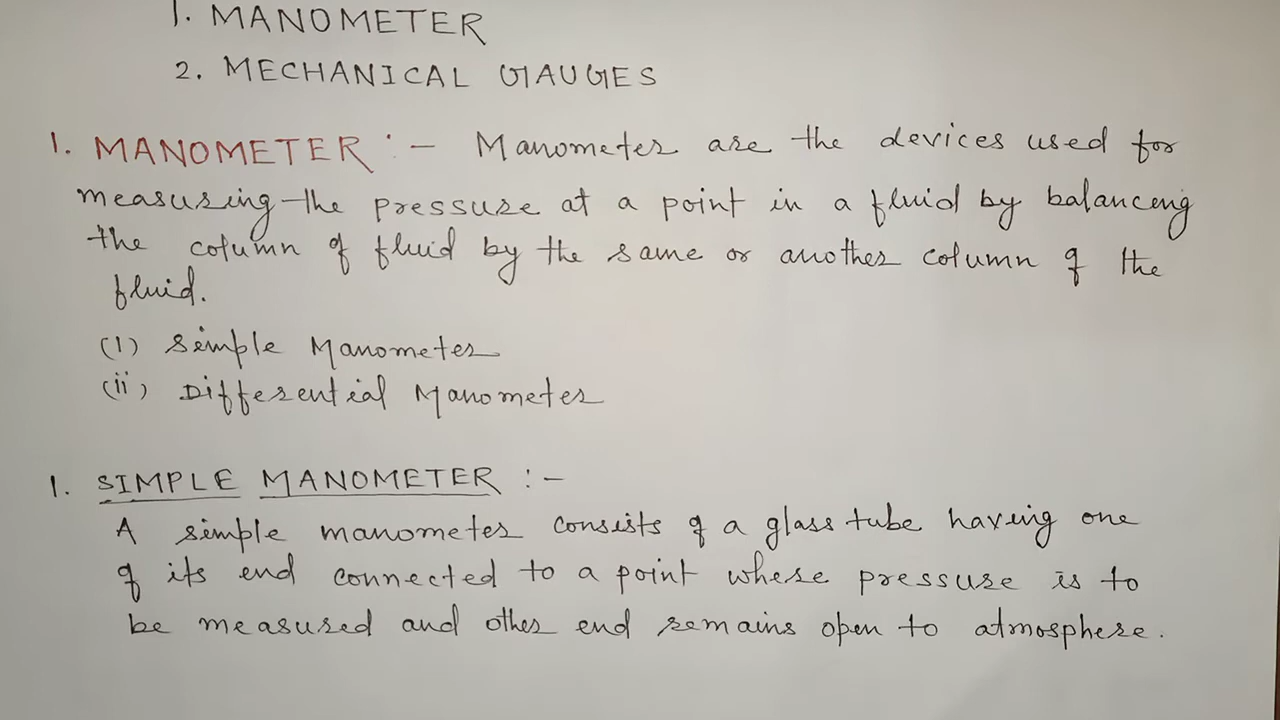 1. MANOMETER
2. MECHANICAL GAUGES
1. MANOMETER :- Manometer are the devices used for
measuring the pressure at a point in a fluid by balanceng
the column of fluid by the same or another column of the
fluid.
(i) Simple Manometer
(ii) Differential Manometer
1. SIMPLE MANOMETER :-
A simple manometer consists of a glass tube having one
of its end connected to a point where pressure is to
be measured and other end remains open to atmosphere.